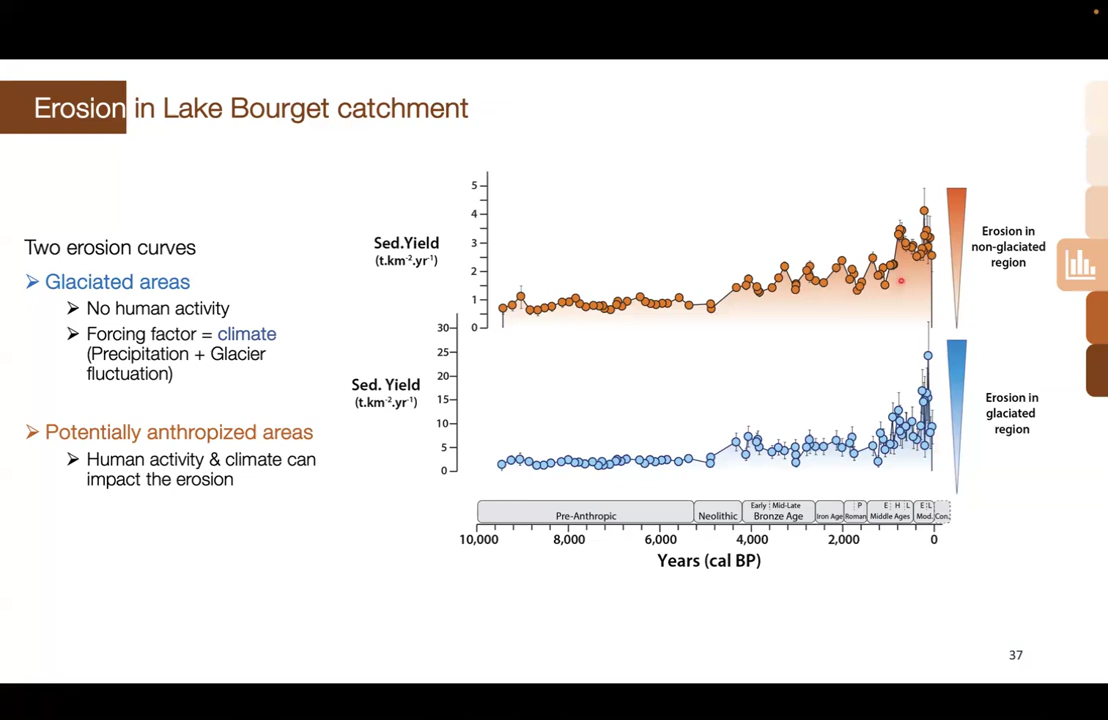 Erosion in Lake Bourget catchment
Two erosion curves
Glaciated areas
No human activity
Forcing factor = climate
(Precipitation + Glacier
fluctuation)
Potentially anthropized areas
Human activity & climate can
impact the erosion
Sed.Yield
(t.km⁻².yr⁻¹)
5
4
3
2
1
0
Erosion in
non-glaciated
region
Sed. Yield
(t.km⁻².yr⁻¹)
30
25
20
15
10
5
0
Erosion in
glaciated
region
Pre-Anthropic
Neolithic
Early Mid-Late
Bronze Age
Iron Age
P
Roman
E H L
Middle Ages
E L
Mod.
Con.
10,000 8,000 6,000 4,000 2,000 0
Years (cal BP)
37